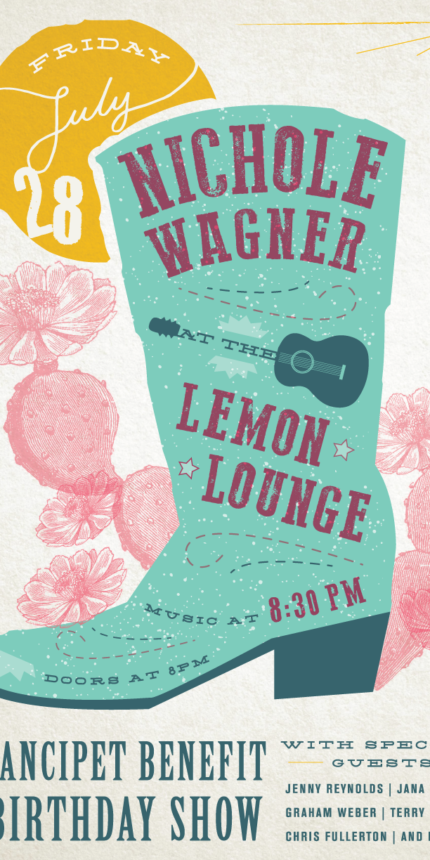 FRIDAY
July
28
NICHOLE
WAGNER
AT THE
LEMON
LOUNGE
MUSIC AT 8:30 PM
DOORS AT 8PM
ANCIPET BENEFIT
BIRTHDAY SHOW
WITH SPEC
GUESTS
JENNY REYNOLDS | JANA
GRAHAM WEBER | TERRY
CHRIS FULLERTON | AND